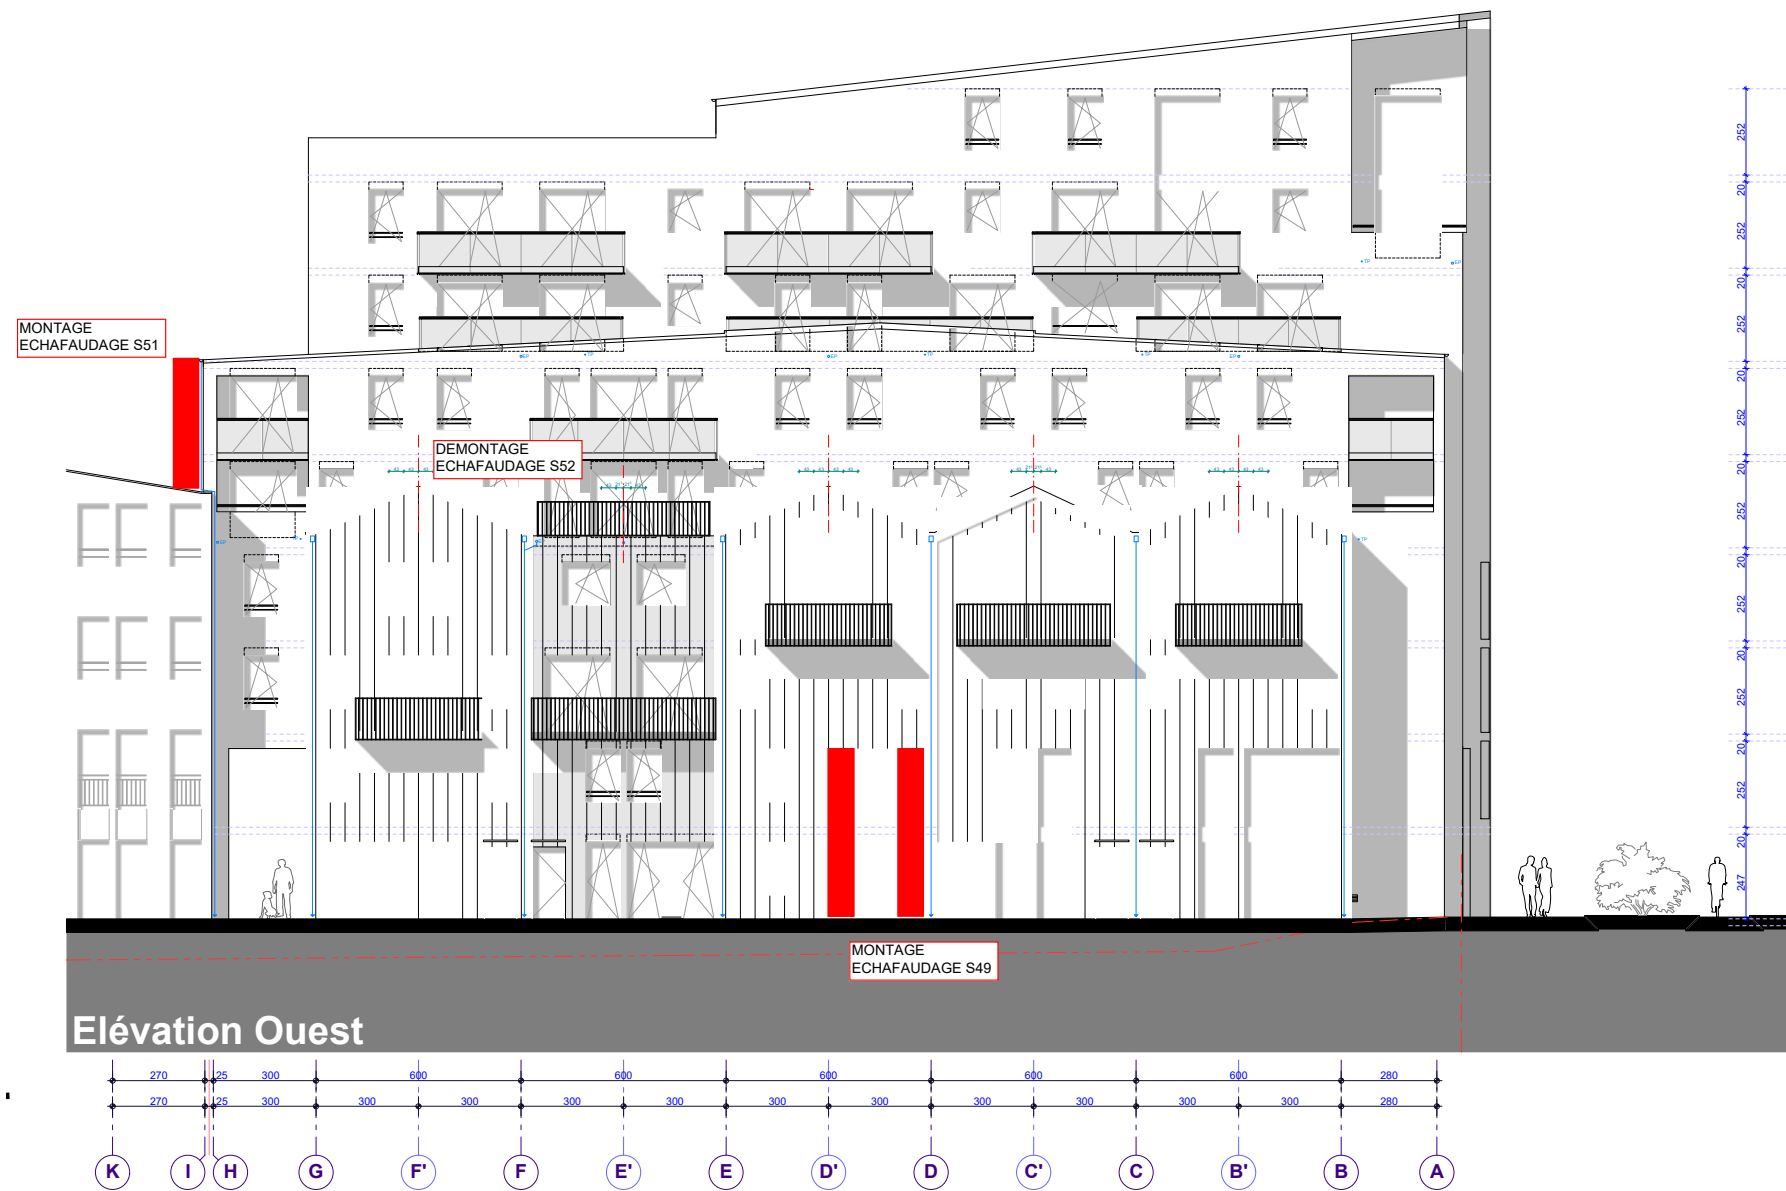 MONTAGE
ECHAFAUDAGE S51
DEMONTAGE
ECHAFAUDAGE S52
MONTAGE
ECHAFAUDAGE S49
252
20
252
20
252
20
252
20
252
20
252
20
252
20
252
20
247
Elévation Ouest
270 25 300 600 600 600 600 600 280
270 25 300 300 300 300 300 300 300 300 300 300 300 280
K I H G F' F E' E D' D C' C B' B A